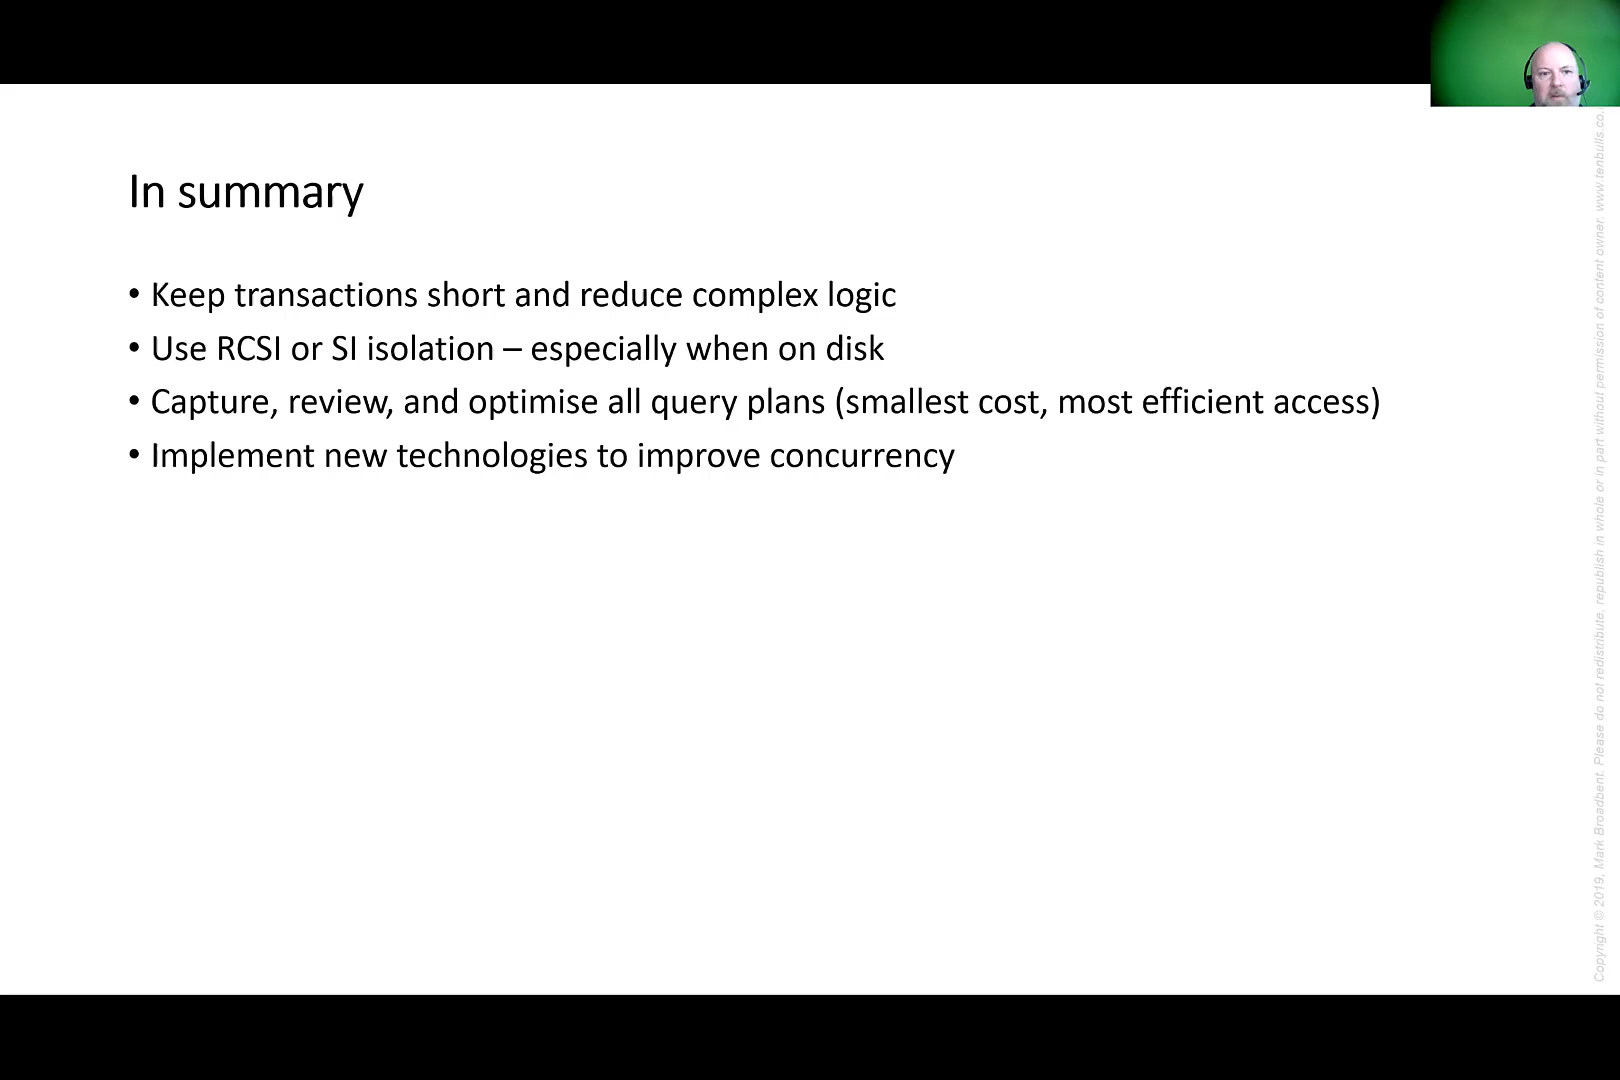 In summary
• Keep transactions short and reduce complex logic
• Use RCSI or SI isolation – especially when on disk
• Capture, review, and optimise all query plans (smallest cost, most efficient access)
• Implement new technologies to improve concurrency
Copyright © 2019, Mark Broadbent. Please do not redistribute, republish in whole or in part without permission of content owner. www.tenbulls.co.